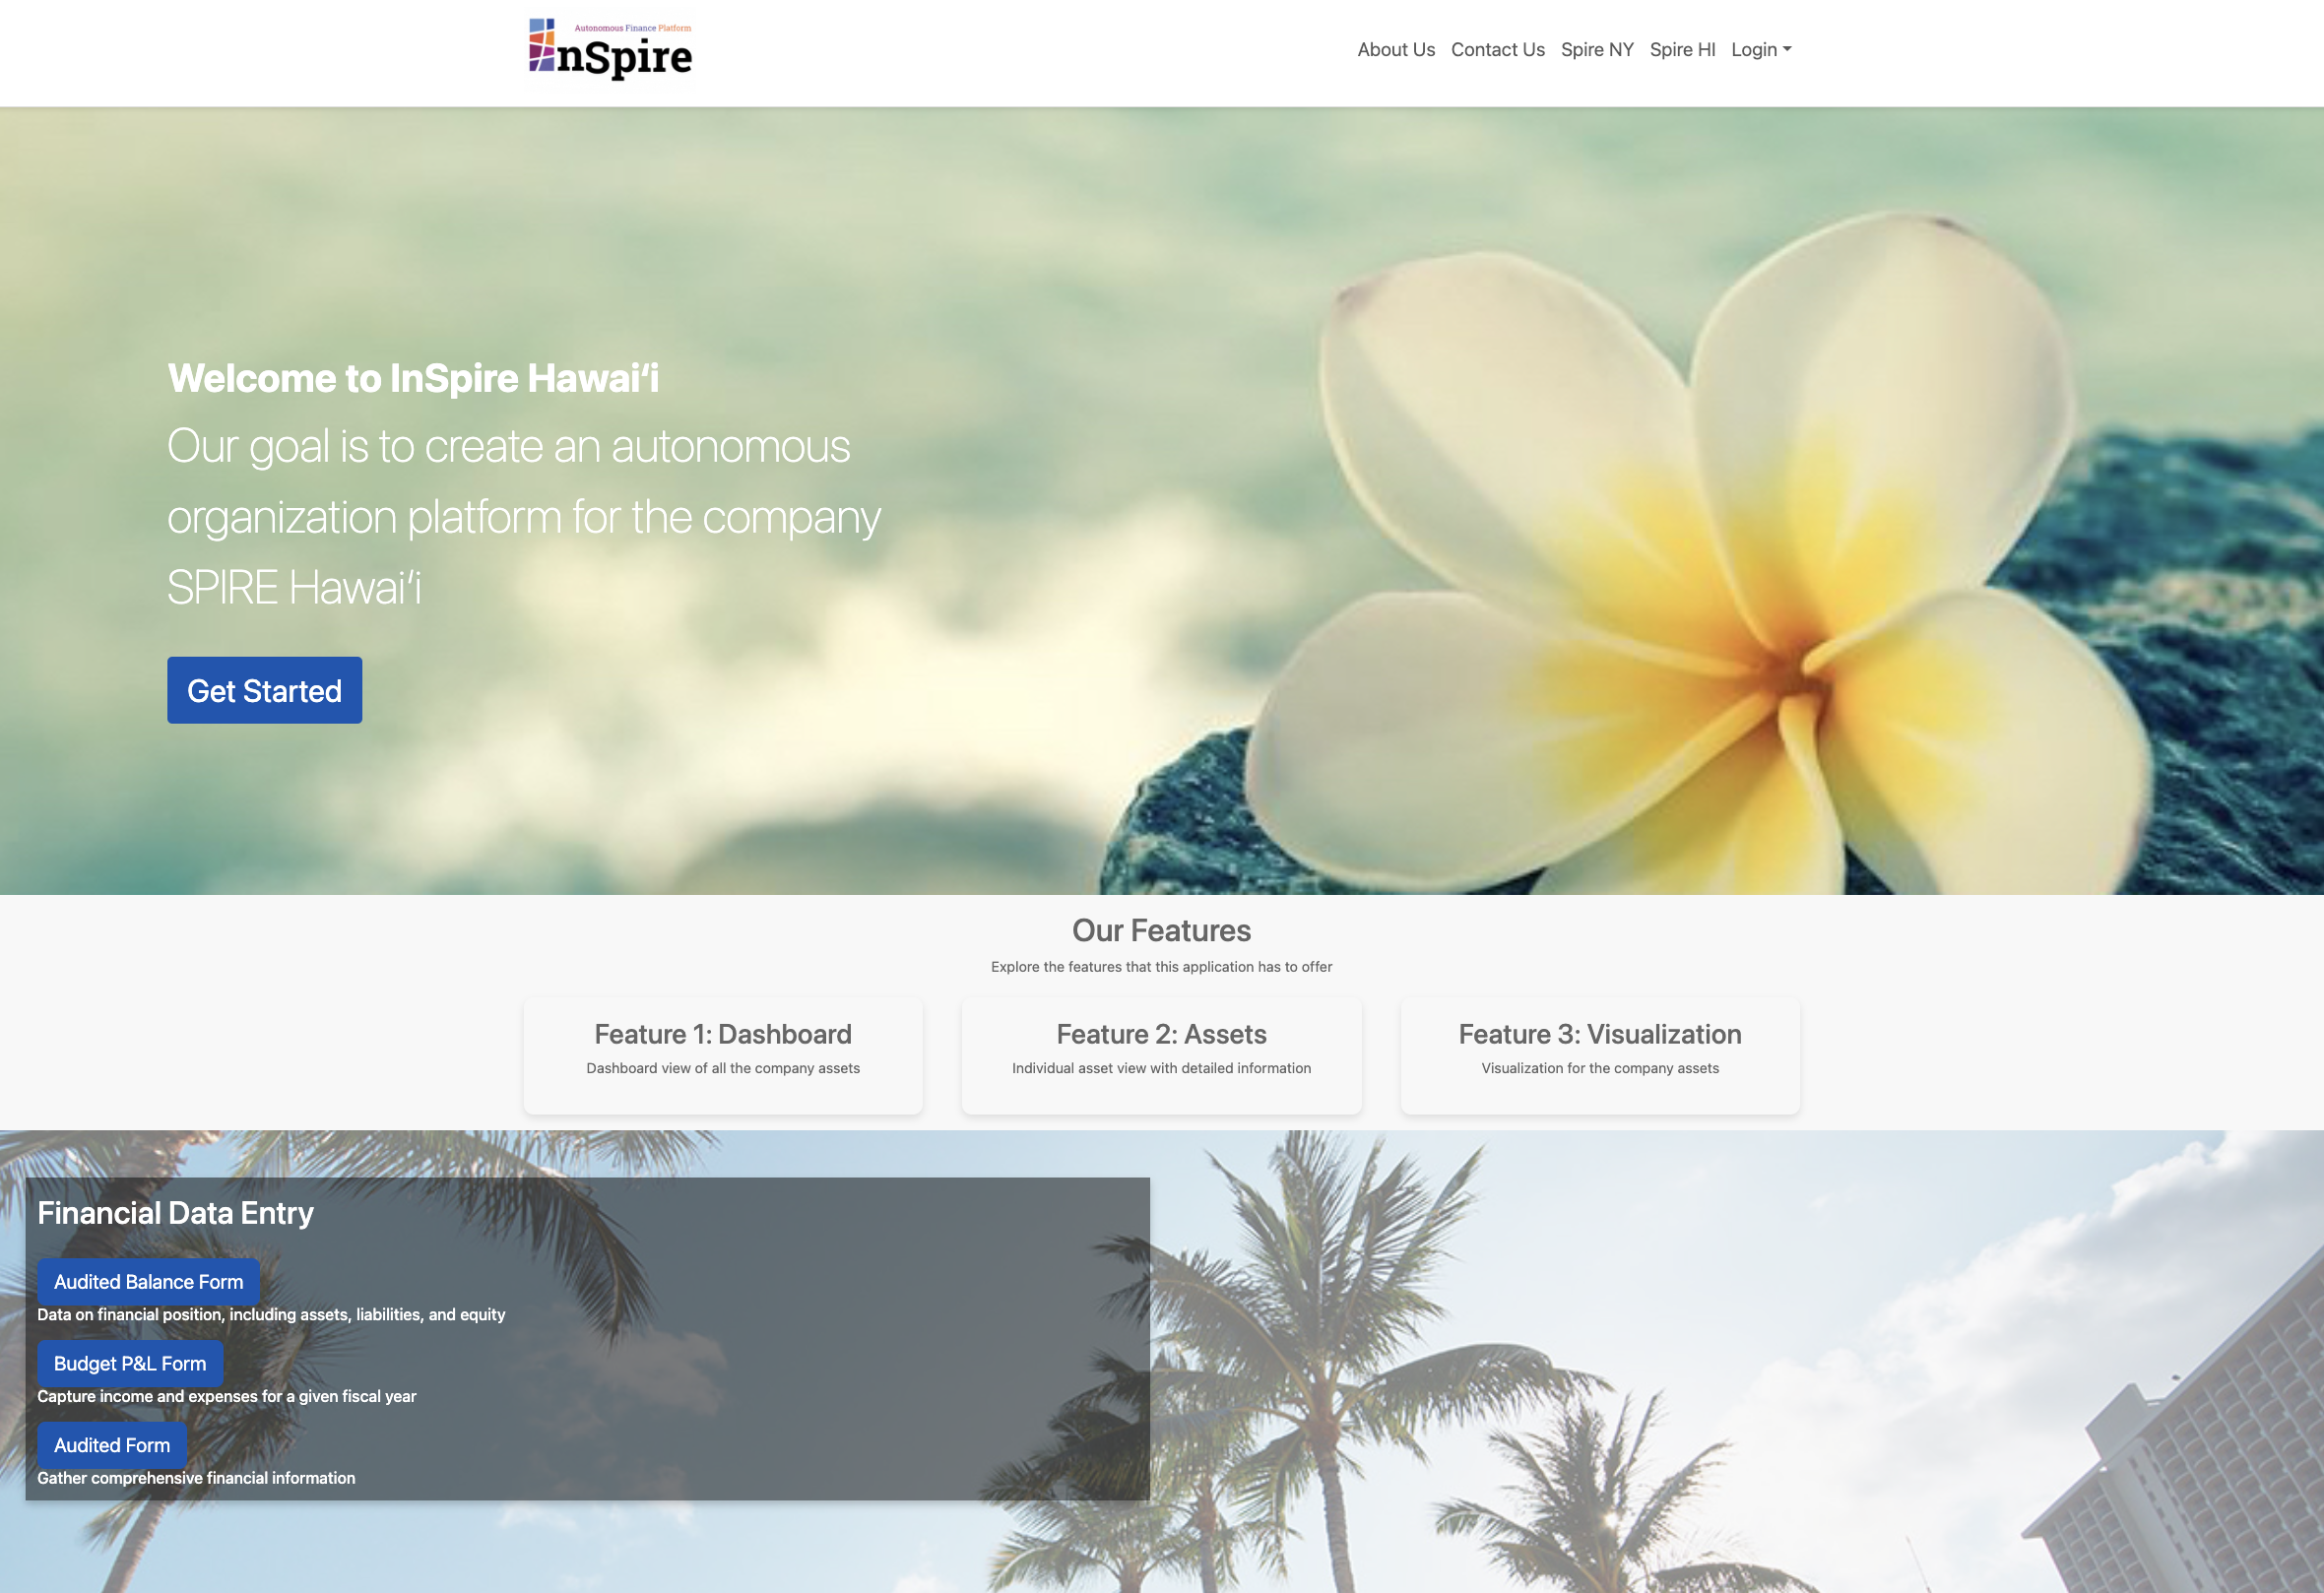 Autonomous Finance Platform
InSpire
About Us Contact Us Spire NY Spire HI Login
Welcome to InSpire Hawaiʻi
Our goal is to create an autonomous
organization platform for the company
SPIRE Hawaiʻi
Get Started
Our Features
Explore the features that this application has to offer
Feature 1: Dashboard
Dashboard view of all the company assets
Feature 2: Assets
Individual asset view with detailed information
Feature 3: Visualization
Visualization for the company assets
Financial Data Entry
Audited Balance Form
Data on financial position, including assets, liabilities, and equity
Budget P&L Form
Capture income and expenses for a given fiscal year
Audited Form
Gather comprehensive financial information